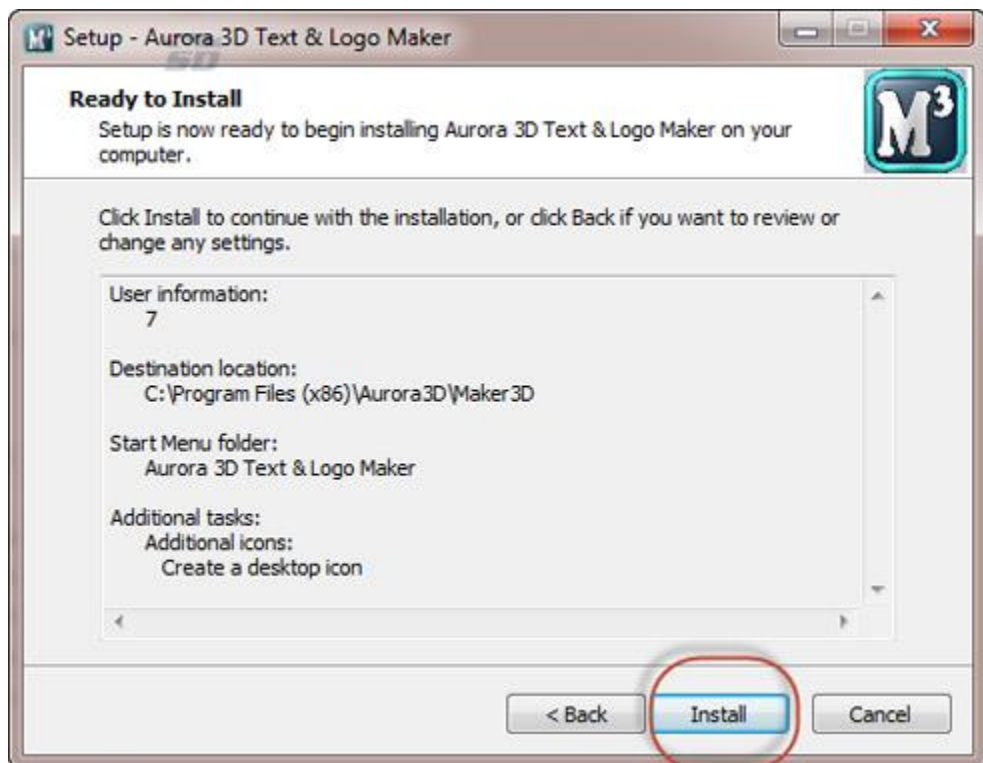 Setup - Aurora 3D Text & Logo Maker
SD
Ready to Install
Setup is now ready to begin installing Aurora 3D Text & Logo Maker on your
computer.
M3
Click Install to continue with the installation, or click Back if you want to review or
change any settings.
User information:
7
Destination location:
C:\Program Files (x86)\Aurora3D\Maker3D
Start Menu folder:
Aurora 3D Text & Logo Maker
Additional tasks:
Additional icons:
Create a desktop icon
< Back
Install
Cancel